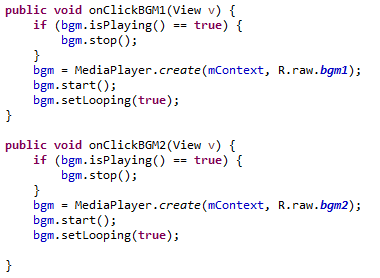 public void onClickBGM1(View v) {
    if (bgm.isPlaying() == true) {
        bgm.stop();
    }
    bgm = MediaPlayer.create(mContext, R.raw.bgm1);
    bgm.start();
    bgm.setLooping(true);
}

public void onClickBGM2(View v) {
    if (bgm.isPlaying() == true) {
        bgm.stop();
    }
    bgm = MediaPlayer.create(mContext, R.raw.bgm2);
    bgm.start();
    bgm.setLooping(true);

}